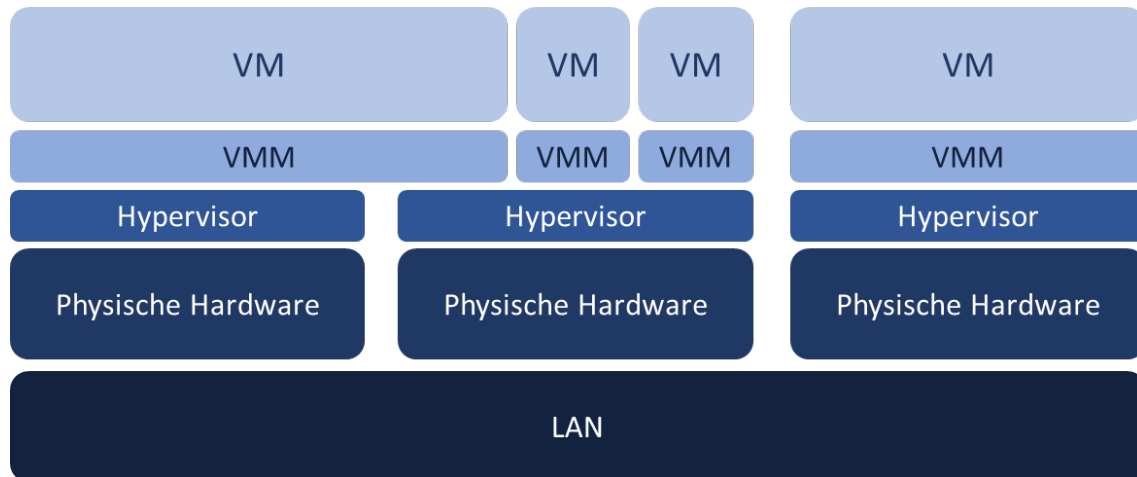 VM VM VM VM
VMM VMM VMM VMM
Hypervisor Hypervisor Hypervisor
Physische Hardware Physische Hardware Physische Hardware
LAN